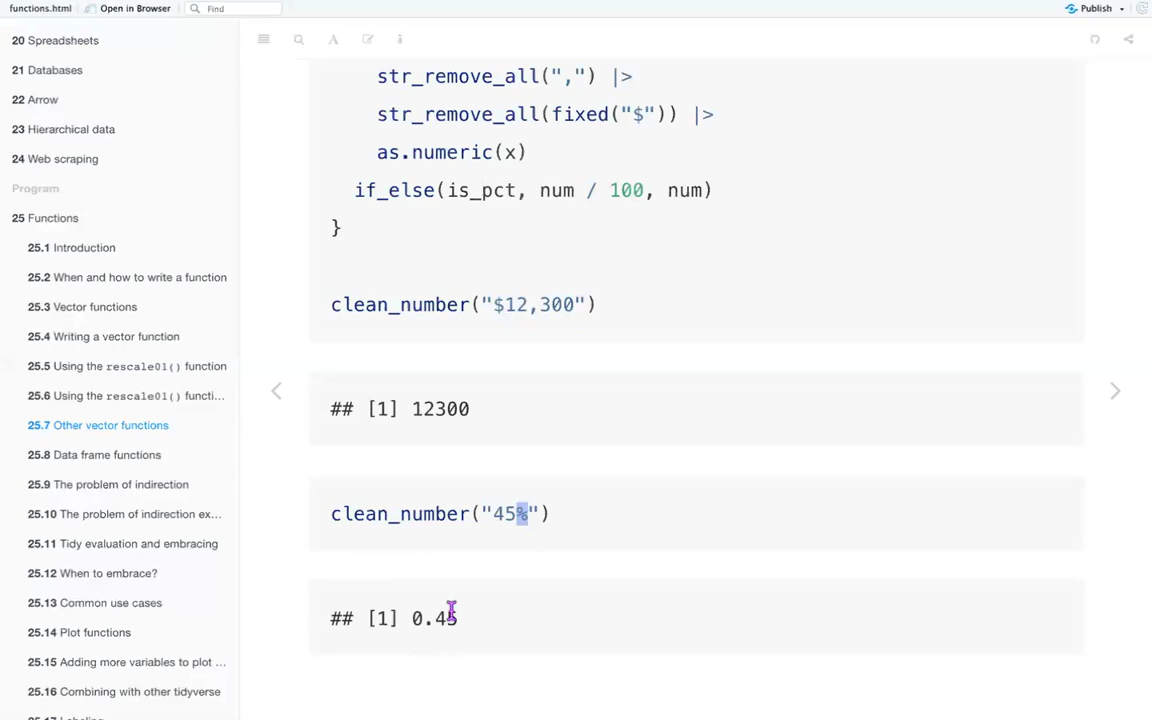 functions.html
Open in Browser
Find
Publish
20 Spreadsheets
21 Databases
22 Arrow
23 Hierarchical data
24 Web scraping
Program
25 Functions
25.1 Introduction
25.2 When and how to write a function
25.3 Vector functions
25.4 Writing a vector function
25.5 Using the rescale01() function
25.6 Using the rescale01() functi...
25.7 Other vector functions
25.8 Data frame functions
25.9 The problem of indirection
25.10 The problem of indirection ex...
25.11 Tidy evaluation and embracing
25.12 When to embrace?
25.13 Common use cases
25.14 Plot functions
25.15 Adding more variables to plot ...
25.16 Combining with other tidyverse
25.17 Labeling
str_remove_all(",") |>
str_remove_all(fixed("$")) |>
as.numeric(x)
if_else(is_pct, num / 100, num)
}
clean_number("$12,300")
## [1] 12300
clean_number("45%")
## [1] 0.45